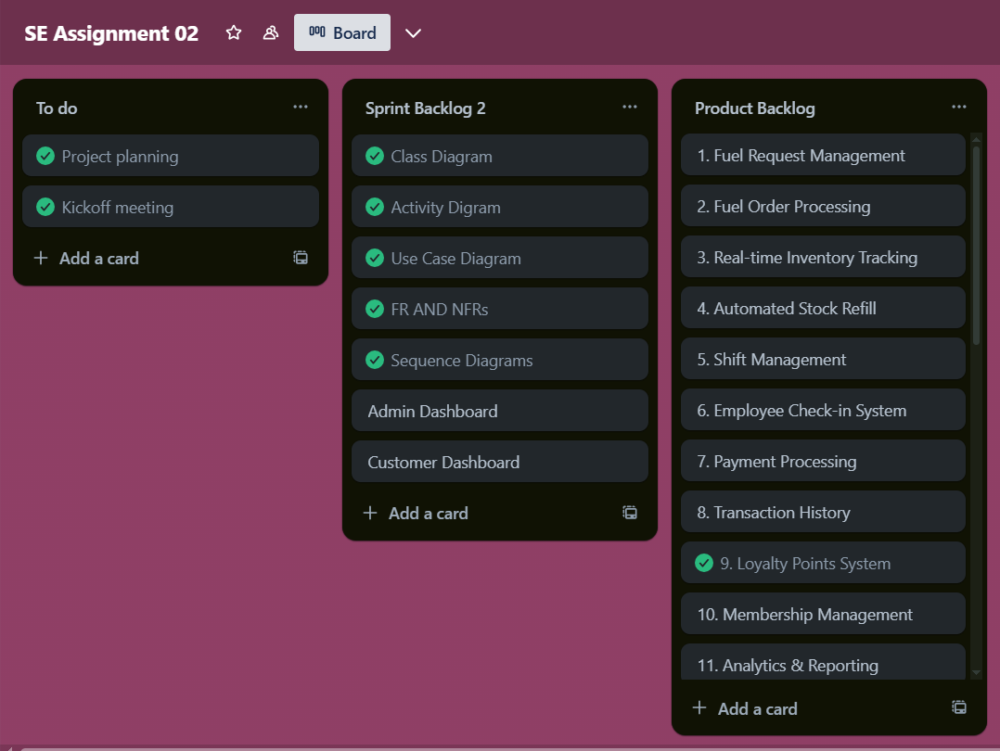 SE Assignment 02
Board
To do
Project planning
Kickoff meeting
Add a card
Sprint Backlog 2
Class Diagram
Activity Digram
Use Case Diagram
FR AND NFRs
Sequence Diagrams
Admin Dashboard
Customer Dashboard
Add a card
Product Backlog
1. Fuel Request Management
2. Fuel Order Processing
3. Real-time Inventory Tracking
4. Automated Stock Refill
5. Shift Management
6. Employee Check-in System
7. Payment Processing
8. Transaction History
9. Loyalty Points System
10. Membership Management
11. Analytics & Reporting
Add a card